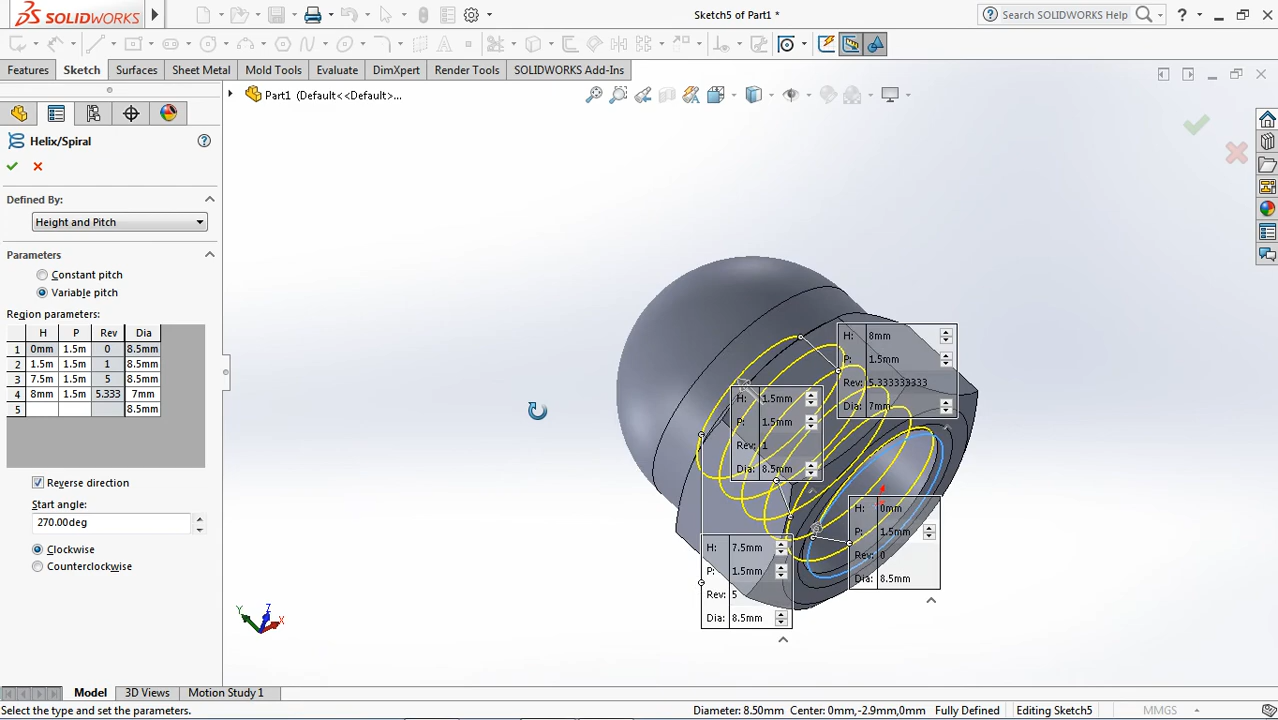 SOLIDWORKS
Sketch5 of Part1 *
Search SOLIDWORKS Help
?
Features Sketch Surfaces Sheet Metal Mold Tools Evaluate DimXpert Render Tools SOLIDWORKS Add-Ins
Part1 (Default<<Default>...
Helix/Spiral
Defined By:
Height and Pitch
Parameters
Constant pitch
Variable pitch
Region parameters:
H P Rev Dia
1 0mm 1.5m 0 8.5mm
2 1.5m 1.5m 1 8.5mm
3 7.5m 1.5m 5 8.5mm
4 8mm 1.5m 5.333 7mm
5 8.5mm
Reverse direction
Start angle:
270.00deg
Clockwise
Counterclockwise
H: 8mm
P: 1.5mm
Rev: 5.333333333
Dia: 7mm
H: 1.5mm
P: 1.5mm
Rev: 1
Dia: 8.5mm
H: 0mm
P: 1.5mm
Rev: 0
Dia: 8.5mm
H: 7.5mm
P: 1.5mm
Rev: 5
Dia: 8.5mm
Y Z X
Model 3D Views Motion Study 1
Select the type and set the parameters. Diameter: 8.50mm Center: 0mm,-2.9mm,0mm Fully Defined Editing Sketch5 MMGS